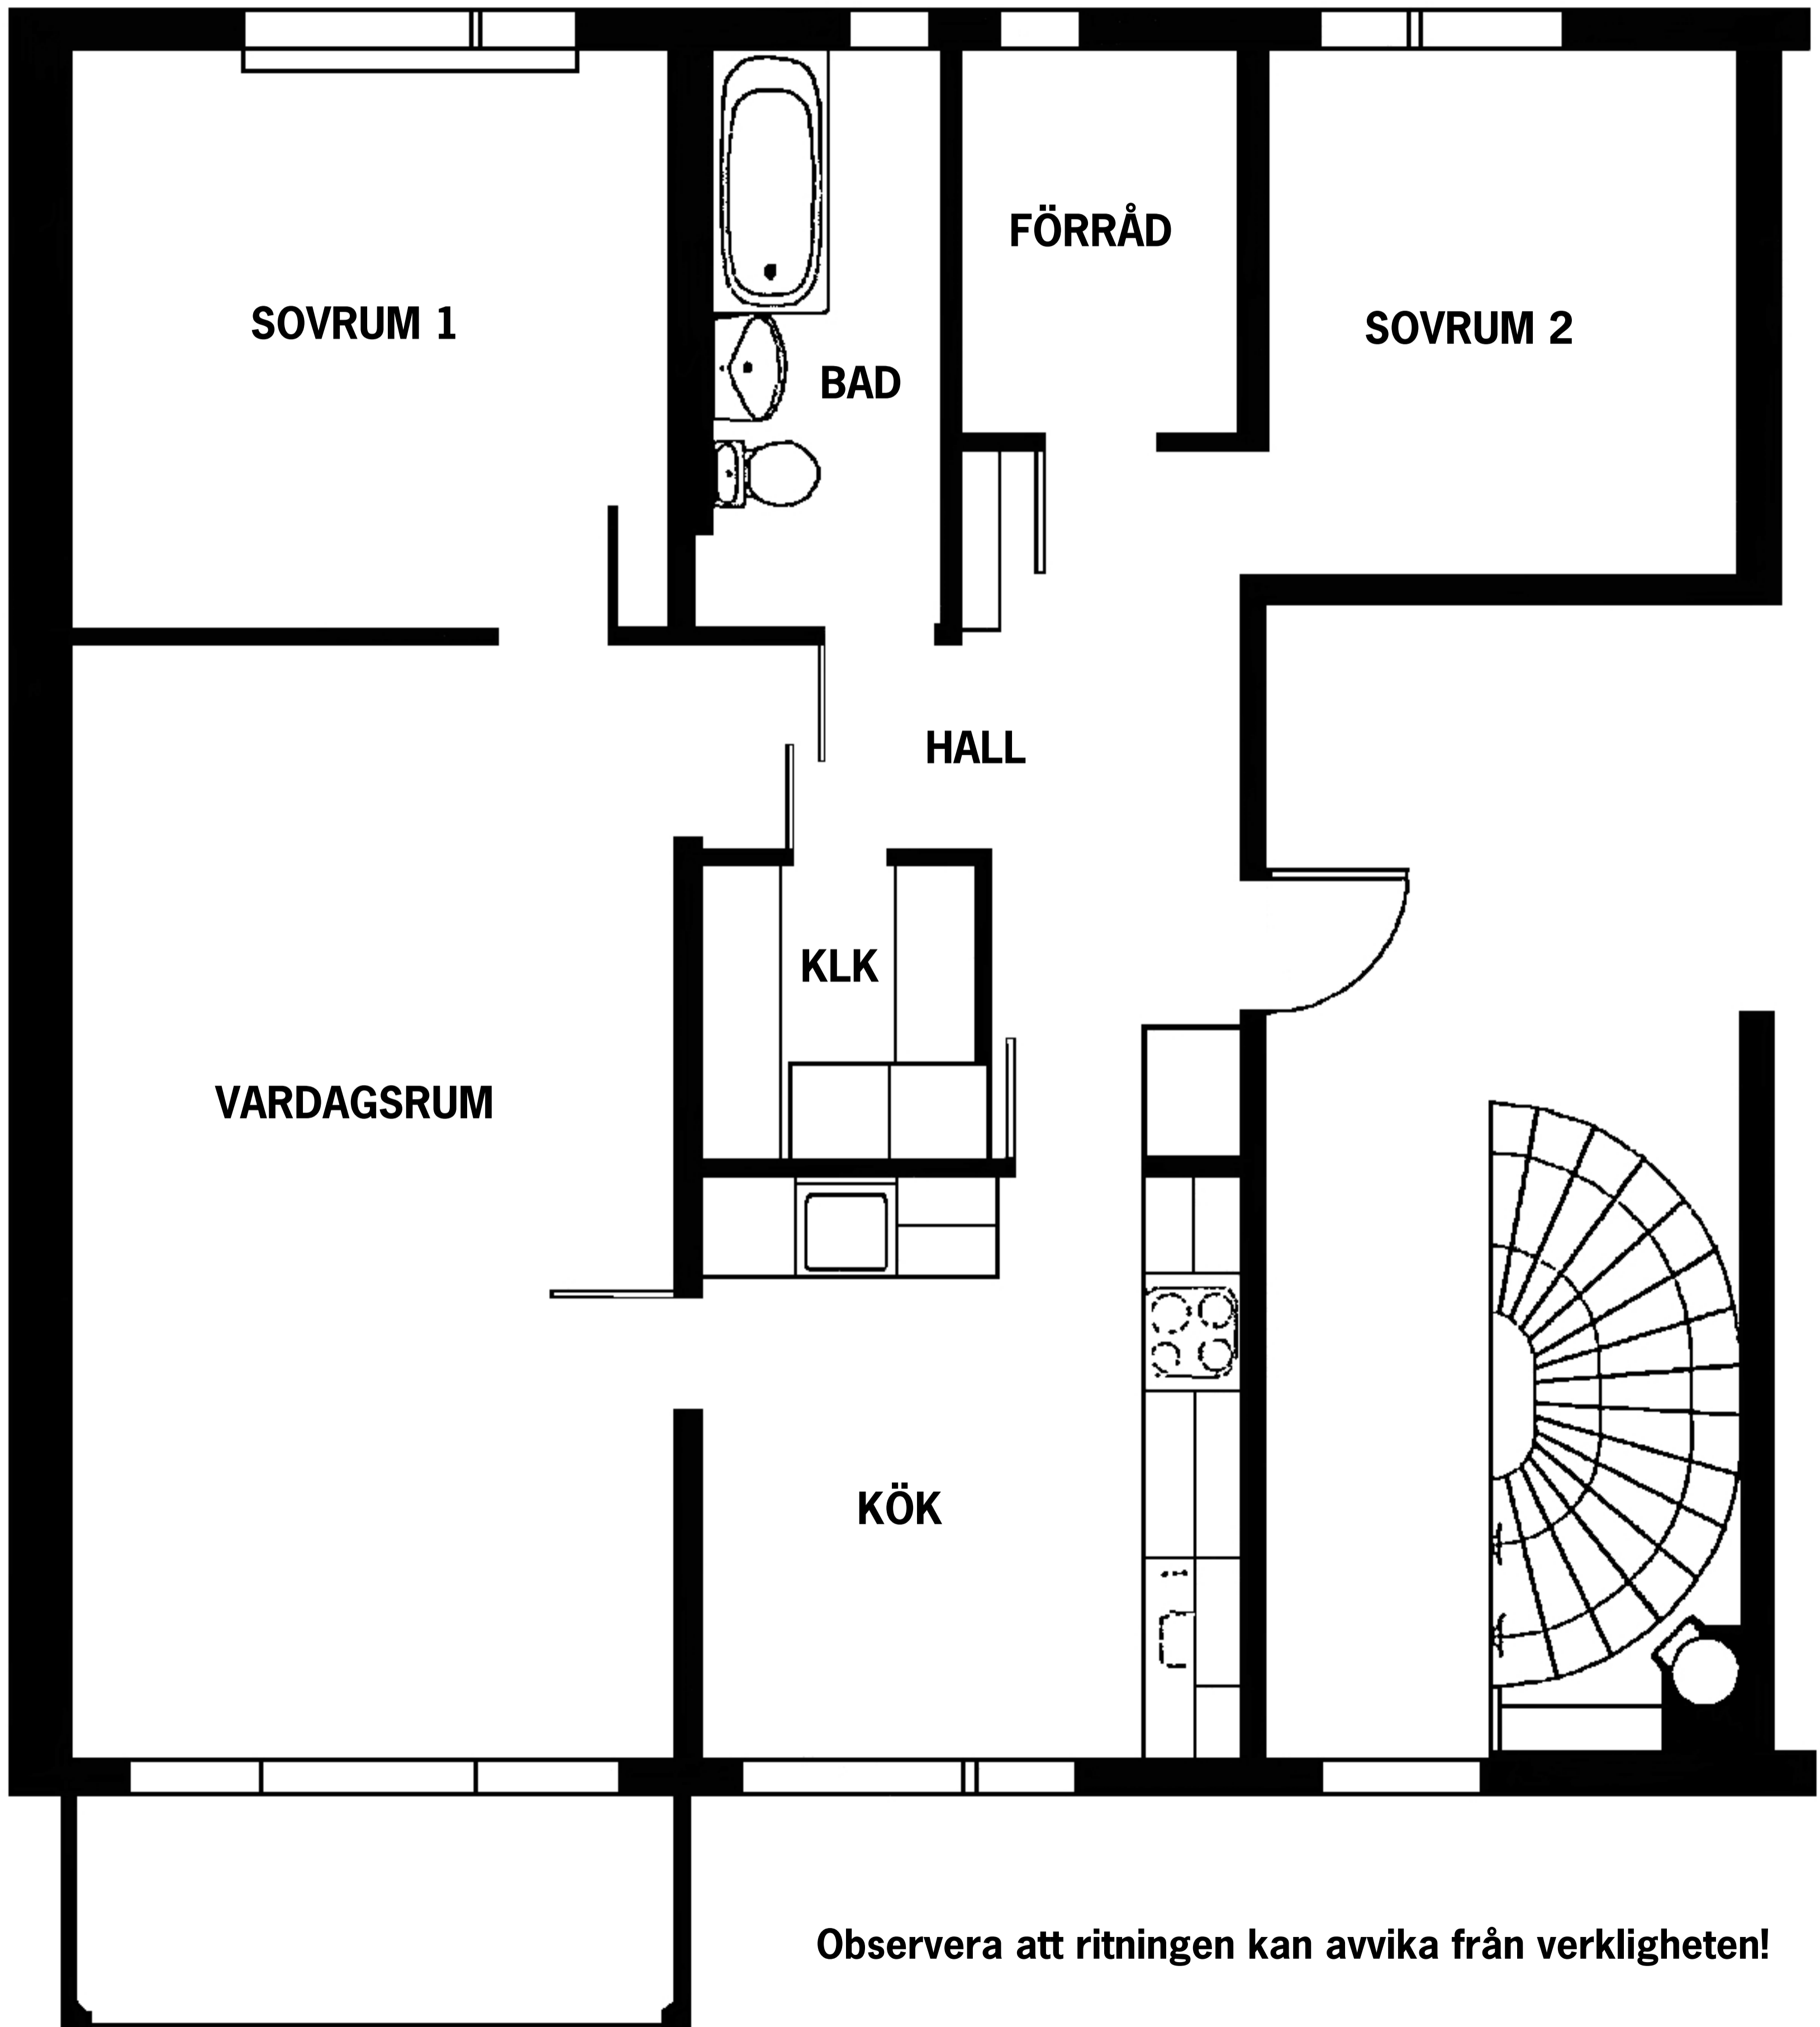 FÖRRÅD
SOVRUM 1
SOVRUM 2
BAD
HALL
KLK
VARDAGSRUM
KÖK
Observera att ritningen kan avvika från verkligheten!